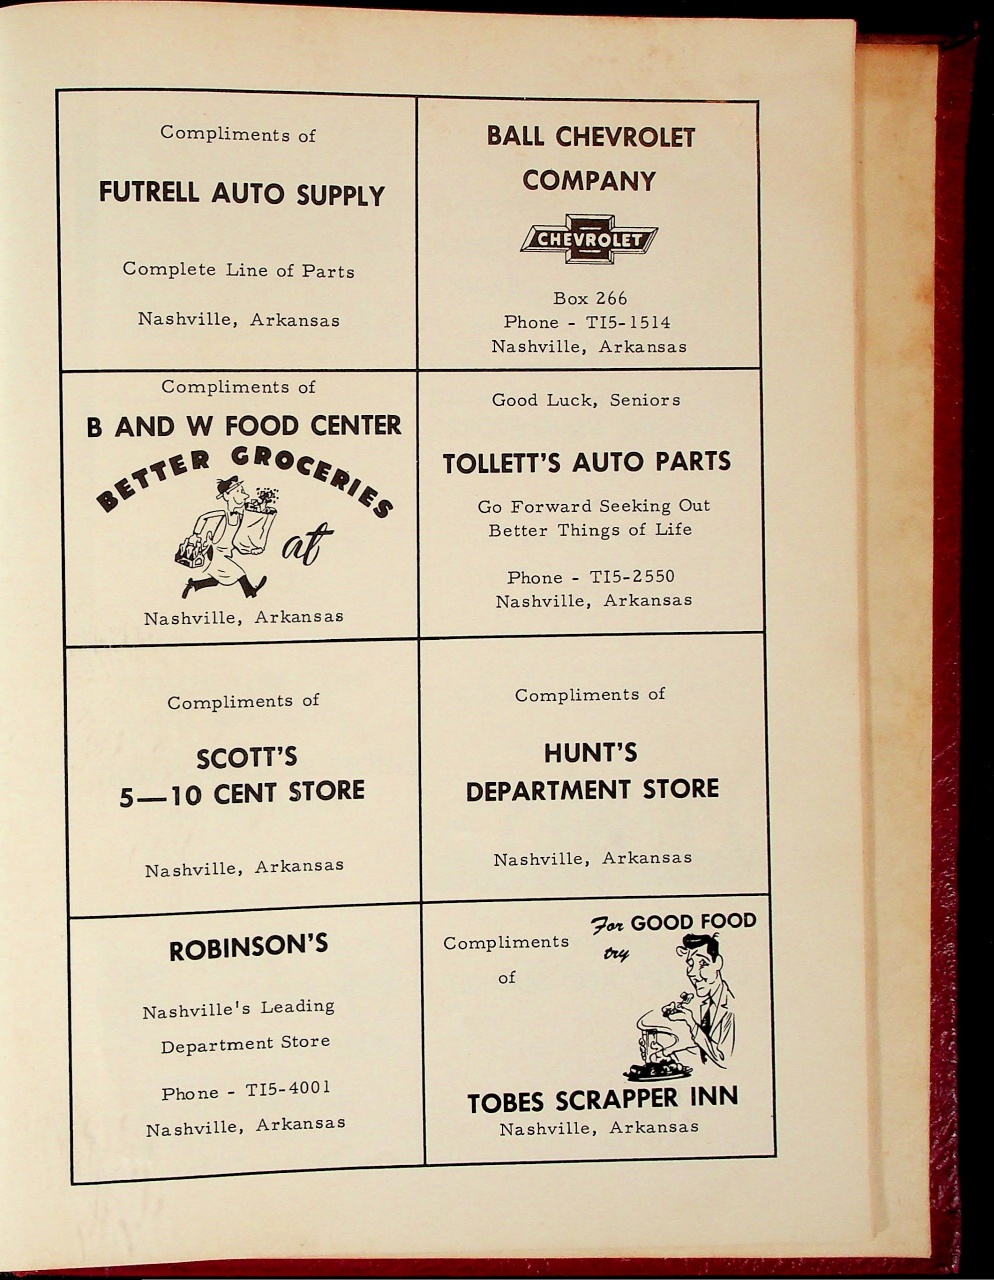 Compliments of
FUTRELL AUTO SUPPLY
Complete Line of Parts
Nashville, Arkansas
BALL CHEVROLET
COMPANY
CHEVROLET
Box 266
Phone - TI5-1514
Nashville, Arkansas
Compliments of
B AND W FOOD CENTER
BETTER GROCERIES
at
Nashville, Arkansas
Good Luck, Seniors
TOLLETT'S AUTO PARTS
Go Forward Seeking Out
Better Things of Life
Phone - TI5-2550
Nashville, Arkansas
Compliments of
SCOTT'S
5—10 CENT STORE
Nashville, Arkansas
Compliments of
HUNT'S
DEPARTMENT STORE
Nashville, Arkansas
ROBINSON'S
Nashville's Leading
Department Store
Phone - TI5-4001
Nashville, Arkansas
Compliments
of
For GOOD FOOD
try
TOBES SCRAPPER INN
Nashville, Arkansas